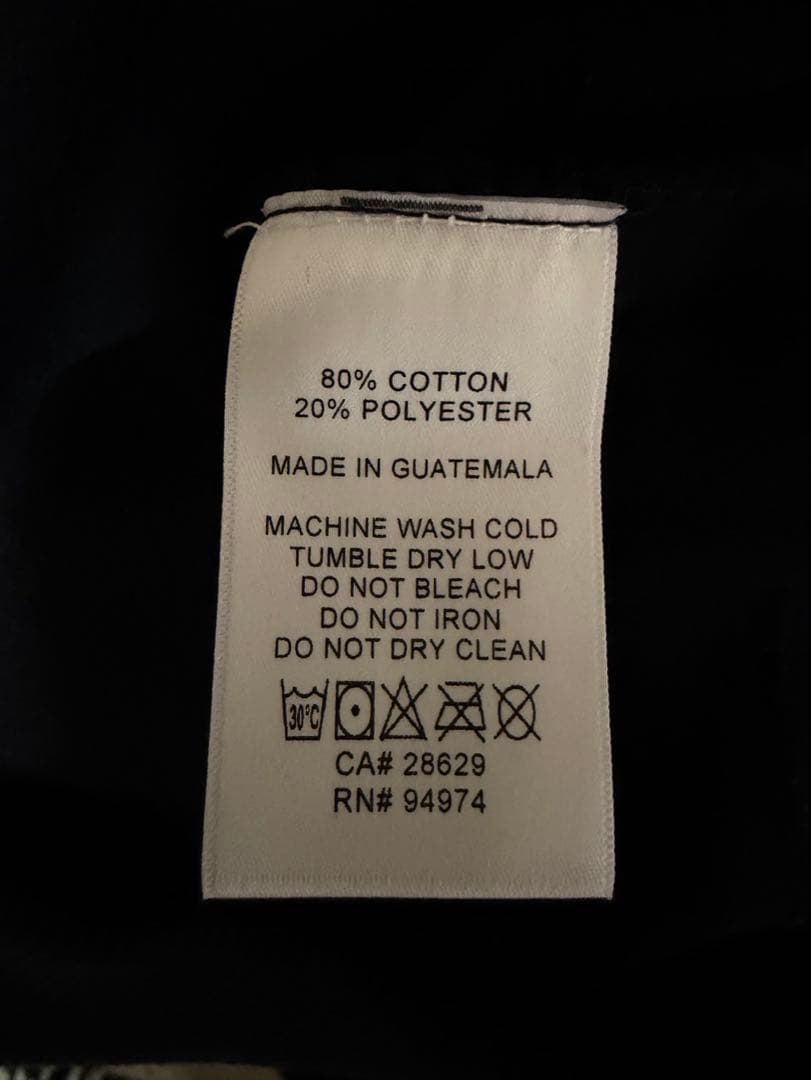 80% COTTON
20% POLYESTER
MADE IN GUATEMALA
MACHINE WASH COLD
TUMBLE DRY LOW
DO NOT BLEACH
DO NOT IRON
DO NOT DRY CLEAN
30°C
CA# 28629
RN# 94974